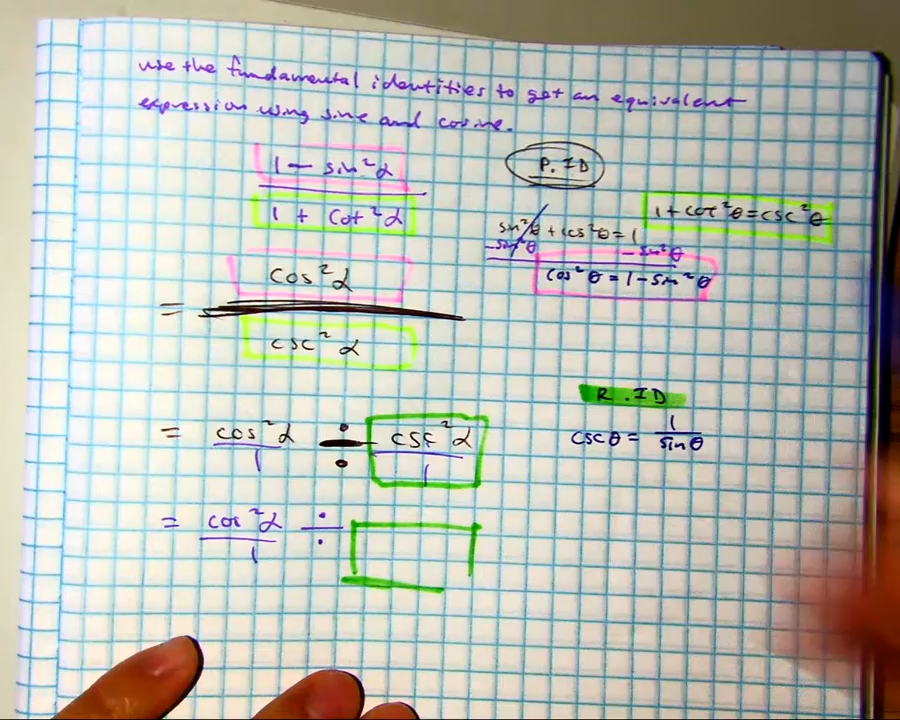 use the fundamental identities to get an equivalent
expression using sine and cosine.
1 − sin²α
1 + cot²α
P. ID
sin²θ + cos²θ = 1
−sin²θ −sin²θ
cos²θ = 1 − sin²θ
1 + cot²θ = csc²θ
= cos²α
csc²α
R. ID
cscθ = 1
sinθ
= cos²α ÷ csc²α
1 1
= cos²α ÷
1